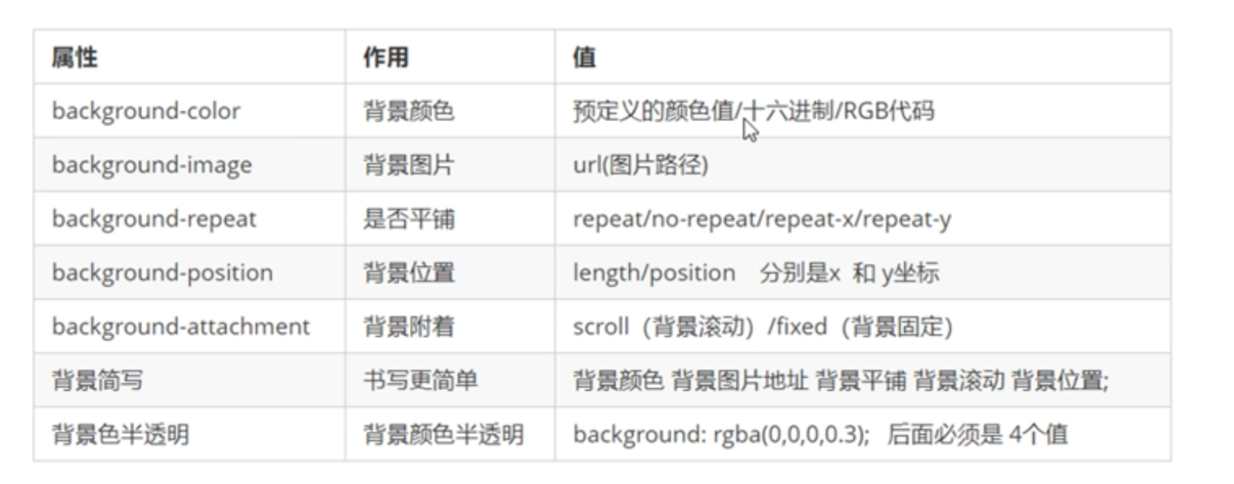 属性 作用 值
background-color 背景颜色 预定义的颜色值/十六进制/RGB代码
background-image 背景图片 url(图片路径)
background-repeat 是否平铺 repeat/no-repeat/repeat-x/repeat-y
background-position 背景位置 length/position 分别是x 和 y坐标
background-attachment 背景附着 scroll（背景滚动）/fixed（背景固定）
背景简写 书写更简单 背景颜色 背景图片地址 背景平铺 背景滚动 背景位置;
背景色半透明 背景颜色半透明 background: rgba(0,0,0,0.3); 后面必须是 4个值